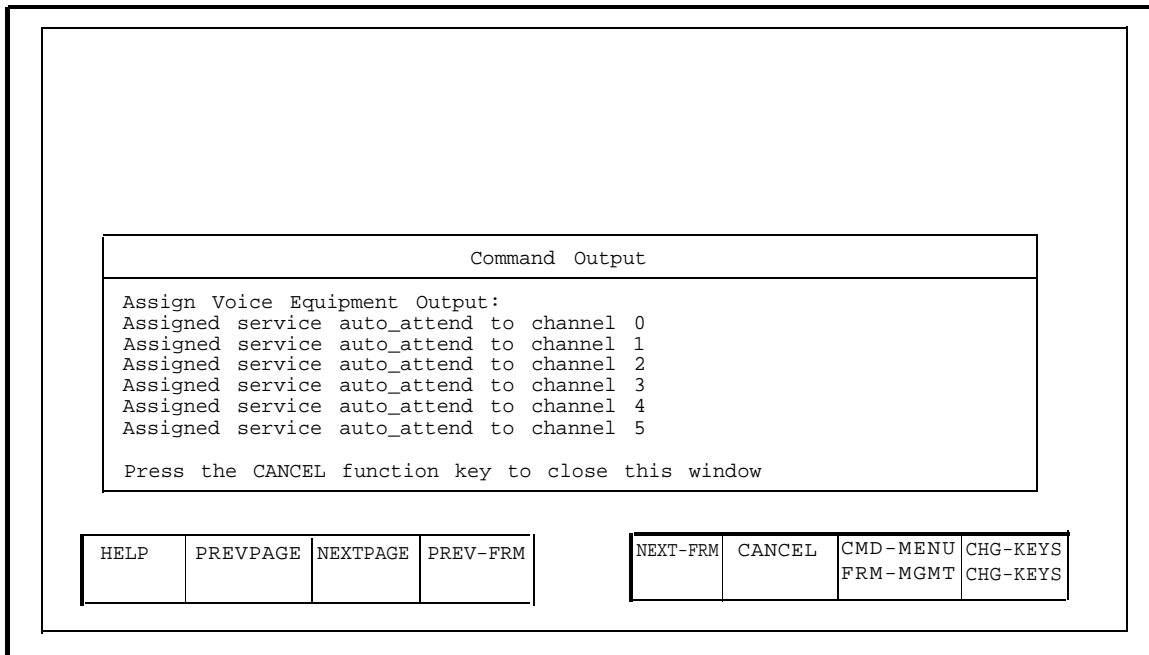 Command Output
Assign Voice Equipment Output:
Assigned service auto_attend to channel 0
Assigned service auto_attend to channel 1
Assigned service auto_attend to channel 2
Assigned service auto_attend to channel 3
Assigned service auto_attend to channel 4
Assigned service auto_attend to channel 5
Press the CANCEL function key to close this window
HELP PREVPAGE NEXTPAGE PREV-FRM NEXT-FRM CANCEL CMD-MENU CHG-KEYS
FRM-MGMT CHG-KEYS